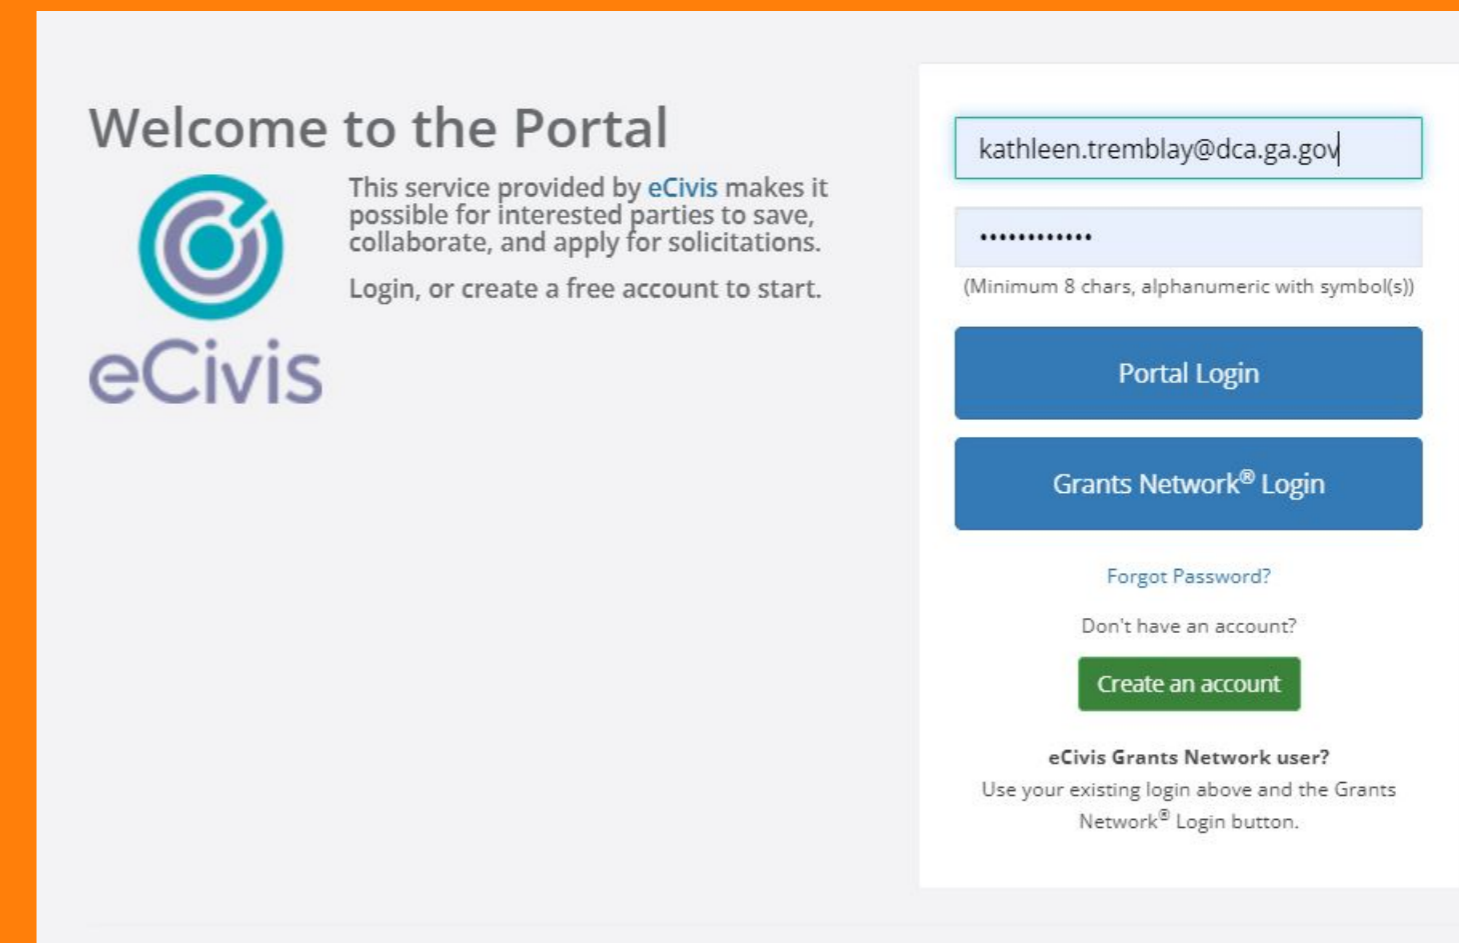 Welcome to the Portal
This service provided by eCivis makes it
possible for interested parties to save,
collaborate, and apply for solicitations.
Login, or create a free account to start.
eCivis
kathleen.tremblay@dca.ga.gov
••••••••••••
(Minimum 8 chars, alphanumeric with symbol(s))
Portal Login
Grants Network® Login
Forgot Password?
Don't have an account?
Create an account
eCivis Grants Network user?
Use your existing login above and the Grants
Network® Login button.